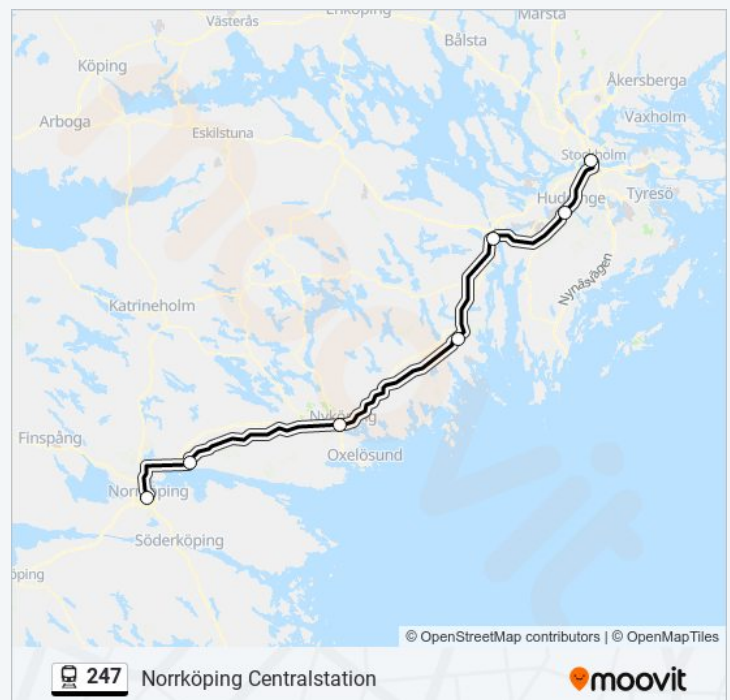 Enköping
Märsta
Västerås
Bålsta
Köping
Åkersberga
Arboga
Vaxholm
Eskilstuna
Stockholm
Huddinge
Tyresö
Nynäsvägen
Katrineholm
Nyköping
Finspång
Oxelösund
Norrköping
Söderköping
öping
© OpenStreetMap contributors | © OpenMapTiles
247 Norrköping Centralstation
moovit